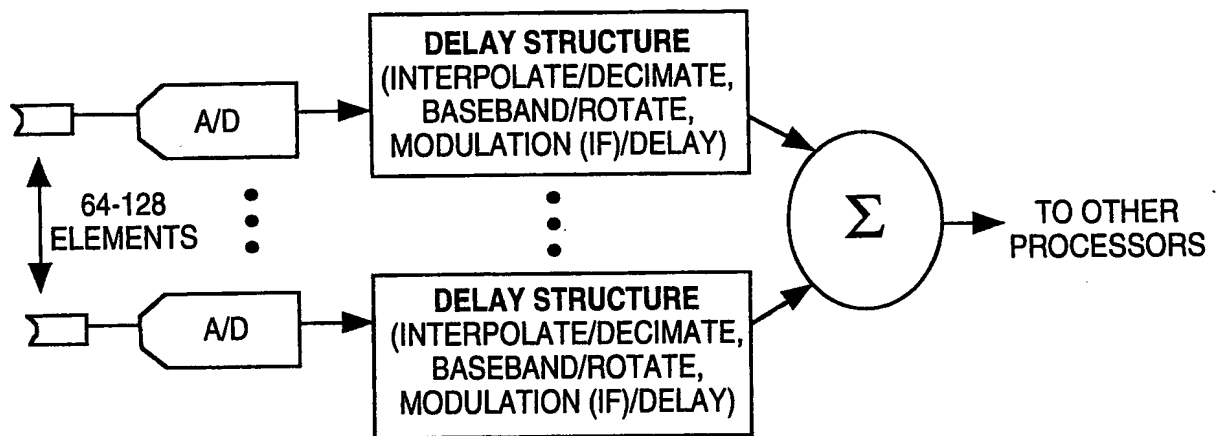 DELAY STRUCTURE
(INTERPOLATE/DECIMATE,
BASEBAND/ROTATE,
MODULATION (IF)/DELAY)
A/D
64-128
ELEMENTS
Σ
TO OTHER
PROCESSORS
A/D
DELAY STRUCTURE
(INTERPOLATE/DECIMATE,
BASEBAND/ROTATE,
MODULATION (IF)/DELAY)